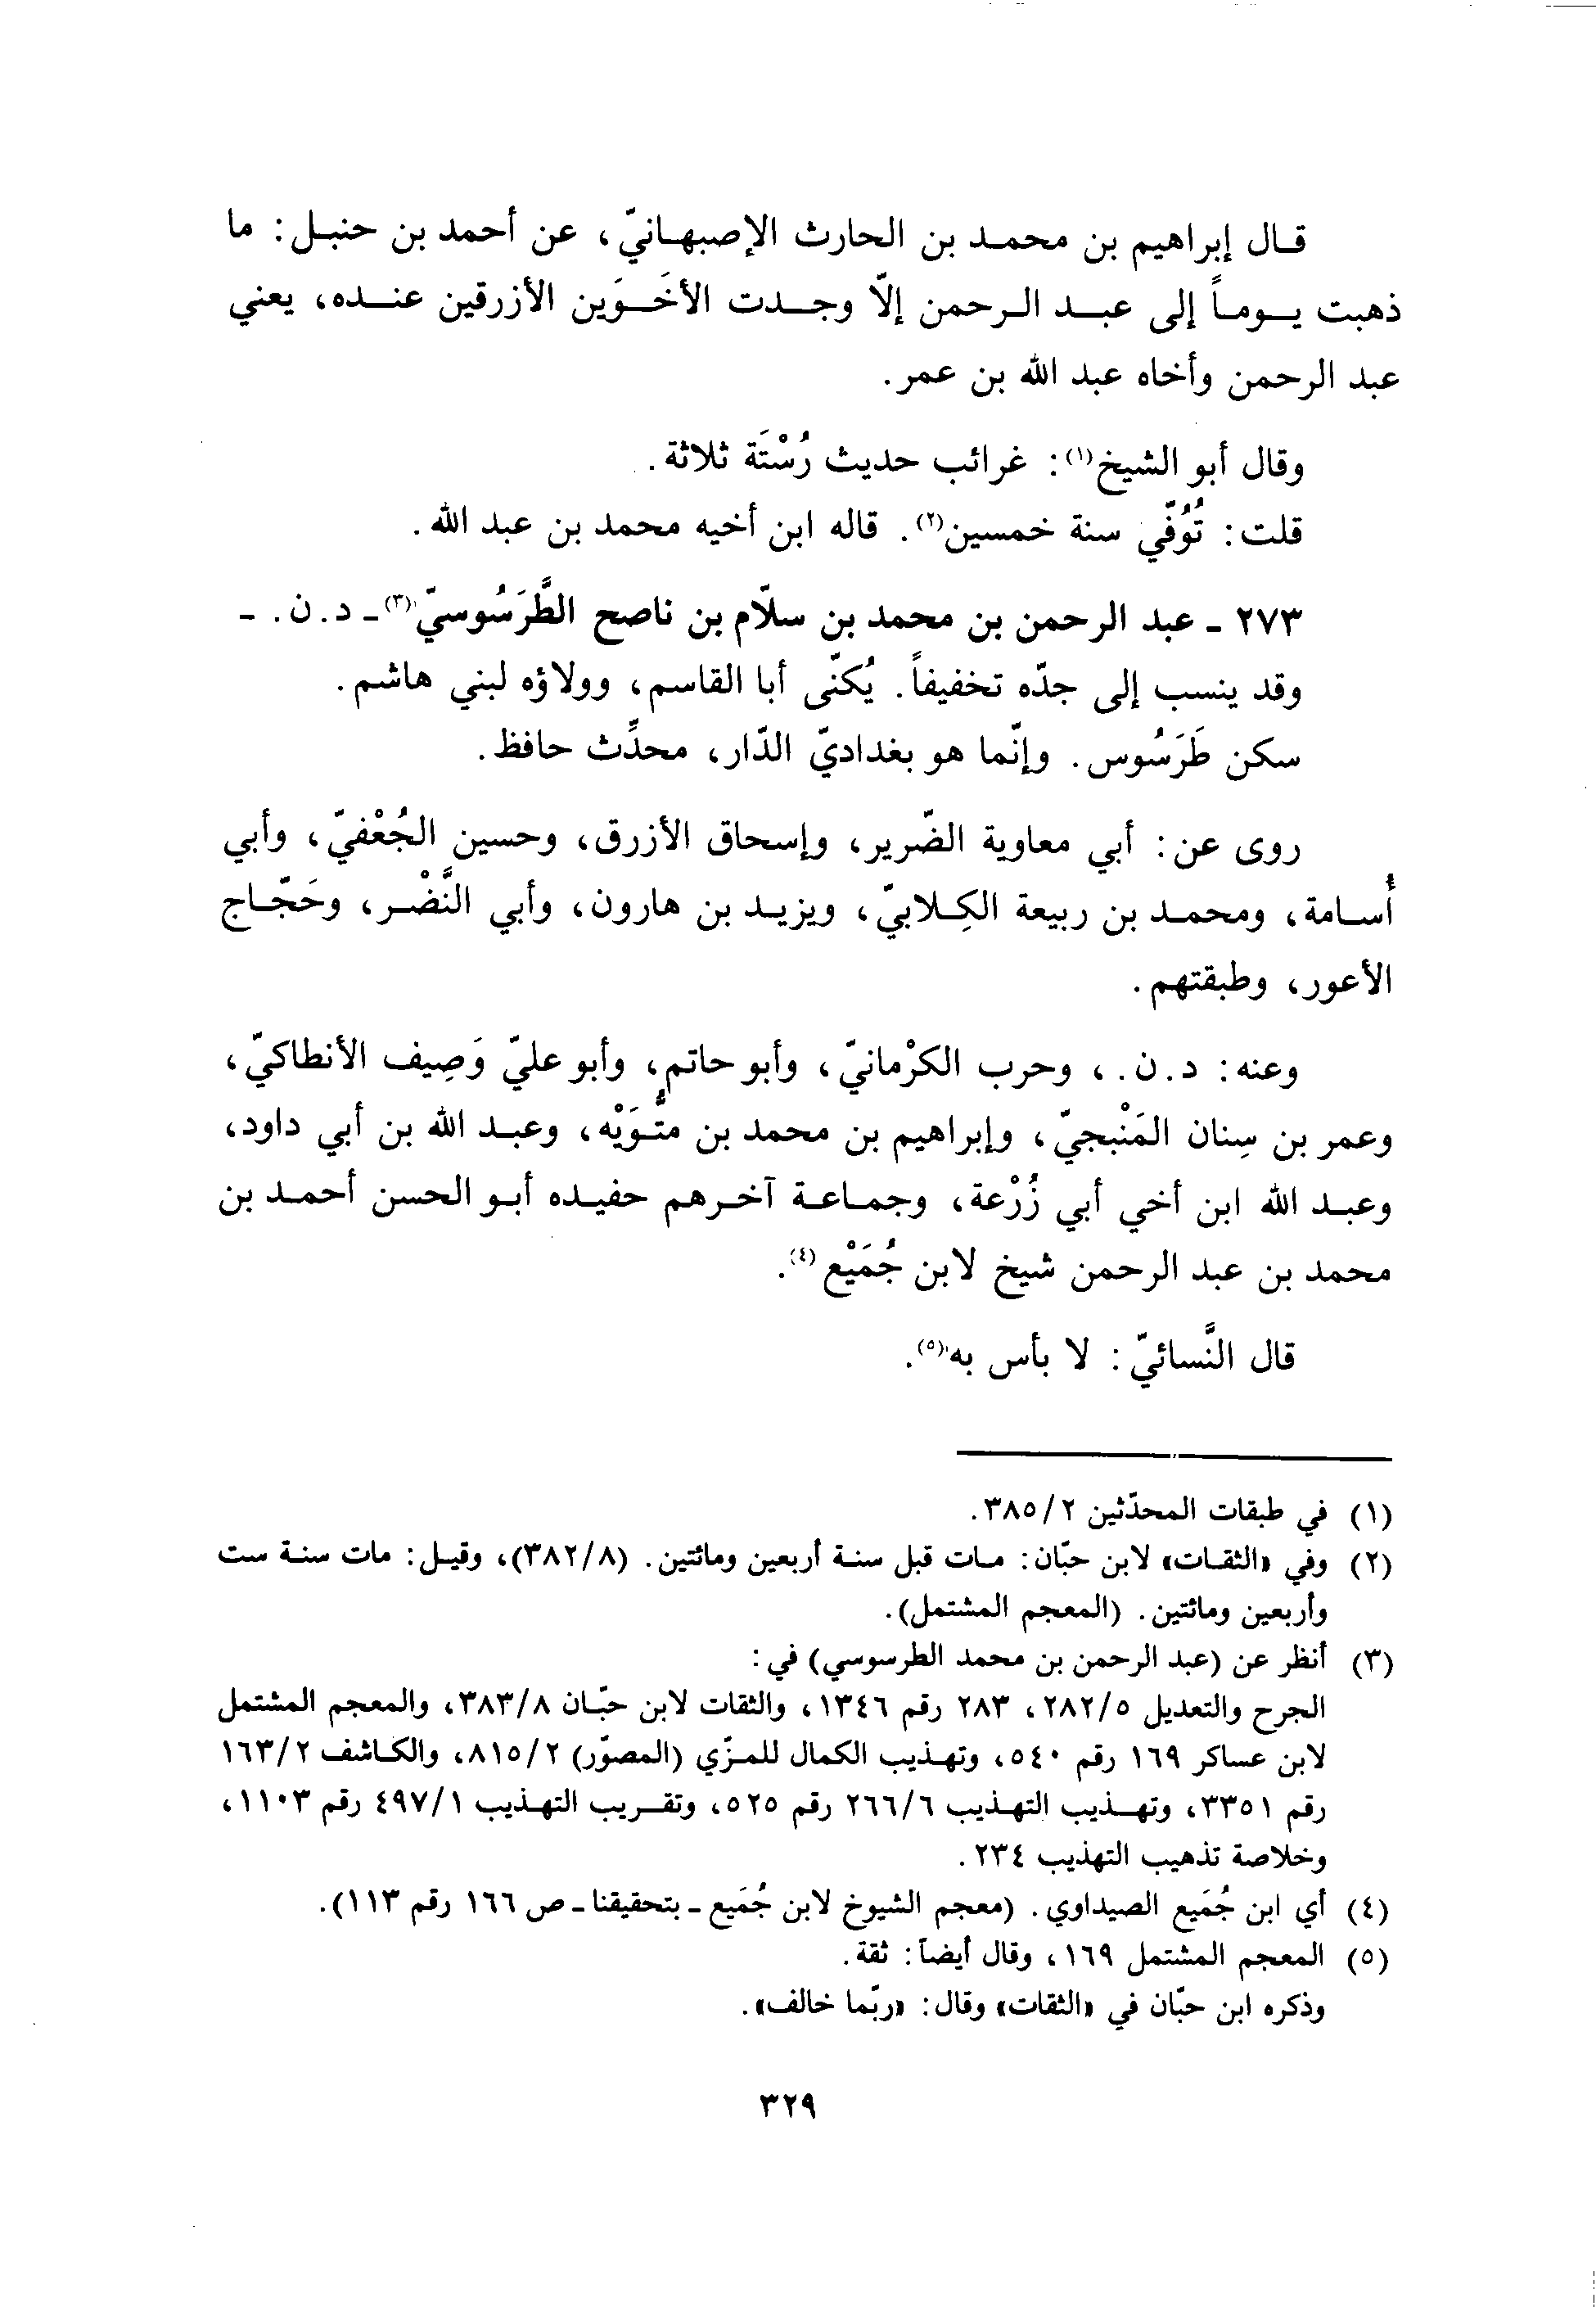 قال إبراهيم بن محمد بن الحارث الإصبهانيّ، عن أحمد بن حنبل: ما
ذهبت يوماً إلى عبد الرحمن إلّا وجدت الأخَوَين الأزرقين عنده، يعني
عبد الرحمن وأخاه عبد الله بن عمر.
وقال أبو الشيخ(١): غرائب حديث رُسْتَة ثلاثة.
قلت: تُوُفّي سنة خمسين(٢). قاله ابن أخيه محمد بن عبد الله.
٢٧٣ - عبد الرحمن بن محمد بن سلّام بن ناصح الطَّرَسُوسيّ(٣) - د. ن. -
وقد ينسب إلى جدّه تخفيفاً. يُكنّى أبا القاسم، وولاؤه لبني هاشم.
سكن طَرَسُوس. وإنّما هو بغداديّ الدّار، محدِّث حافظ.
روى عن: أبي معاوية الضّرير، وإسحاق الأزرق، وحسين الجُعْفيّ، وأبي
أُسامة، ومحمد بن ربيعة الكِلابيّ، ويزيد بن هارون، وأبي النَّضْر، وحَجّاج
الأعور، وطبقتهم.
وعنه: د. ن.، وحرب الكرْمانيّ، وأبو حاتم، وأبو عليّ وَصِيف الأنطاكيّ،
وعمر بن سِنان المَنْبجيّ، وإبراهيم بن محمد بن متُّوَيْه، وعبد الله بن أبي داود،
وعبد الله ابن أخي أبي زُرْعة، وجماعة آخرهم حفيده أبو الحسن أحمد بن
محمد بن عبد الرحمن شيخ لابن جُمَيْع(٤).
قال النَّسائيّ: لا بأس به(٥).
(١) في طبقات المحدّثين ٣٨٥/٢.
(٢) وفي «الثقات» لابن حبّان: مات قبل سنة أربعين ومائتين. (٣٨٢/٨)، وقيل: مات سنة ست
وأربعين ومائتين. (المعجم المشتمل).
(٣) أنظر عن (عبد الرحمن بن محمد الطرسوسي) في:
الجرح والتعديل ٢٨٢/٥، ٢٨٣ رقم ١٣٤٦، والثقات لابن حبّان ٣٨٣/٨، والمعجم المشتمل
لابن عساكر ١٦٩ رقم ٥٤٠، وتهذيب الكمال للمزّي (المصوّر) ٨١٥/٢، والكاشف ١٦٣/٢
رقم ٣٣٥١، وتهذيب التهذيب ٢٦٦/٦ رقم ٥٢٥، وتقريب التهذيب ٤٩٧/١ رقم ١١٠٣،
وخلاصة تذهيب التهذيب ٢٣٤.
(٤) أي ابن جُمَيع الصيداوي. (معجم الشيوخ لابن جُمَيع - بتحقيقنا - ص ١٦٦ رقم ١١٣).
(٥) المعجم المشتمل ١٦٩، وقال أيضاً: ثقة.
وذكره ابن حبّان في «الثقات» وقال: «ربّما خالف».
٣٢٩